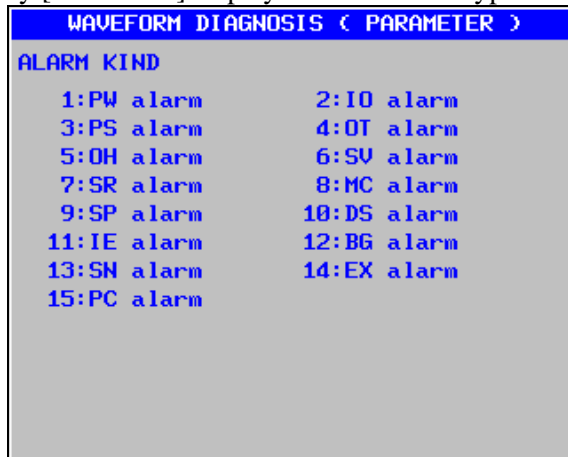 WAVEFORM DIAGNOSIS ( PARAMETER )
ALARM KIND
1:PW alarm 2:IO alarm
3:PS alarm 4:OT alarm
5:OH alarm 6:SV alarm
7:SR alarm 8:MC alarm
9:SP alarm 10:DS alarm
11:IE alarm 12:BG alarm
13:SN alarm 14:EX alarm
15:PC alarm